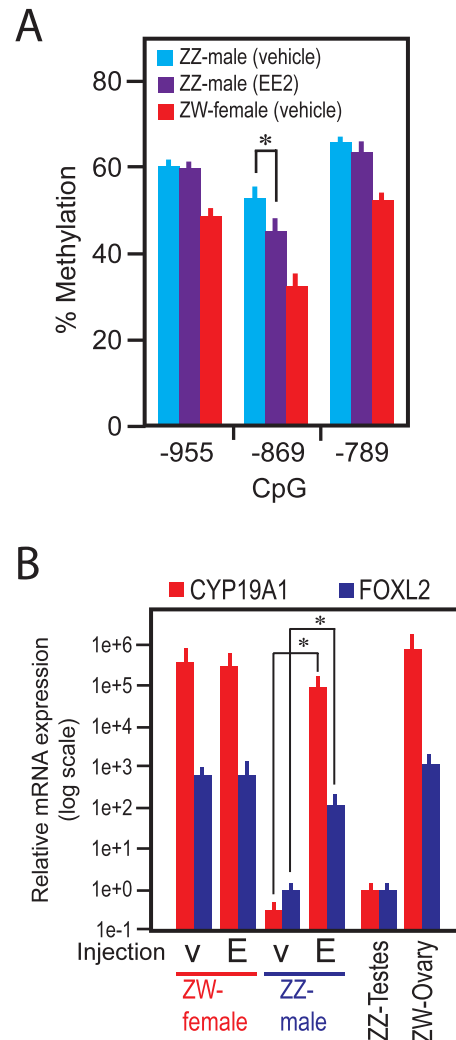 A
ZZ-male (vehicle)
ZZ-male (EE2)
ZW-female (vehicle)
*
% Methylation
80
60
40
20
0
-955 -869 -789
CpG
B
CYP19A1 FOXL2
*
*
Relative mRNA expression
(log scale)
1e+6
1e+5
1e+4
1e+3
1e+2
1e+1
1e+0
1e-1
Injection v E v E
ZW-
female
ZZ-
male
ZZ-Testes
ZW-Ovary